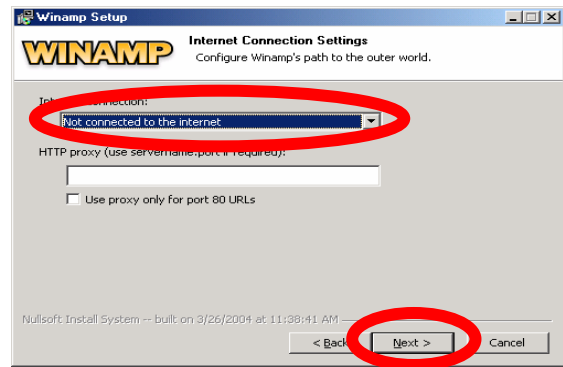 Winamp Setup
WINAMP
Internet Connection Settings
Configure Winamp's path to the outer world.
connection:
Not connected to the internet
HTTP proxy (use servername:port if required):
Use proxy only for port 80 URLs
Nullsoft Install System -- built on 3/26/2004 at 11:38:41 AM
< Back
Next >
Cancel